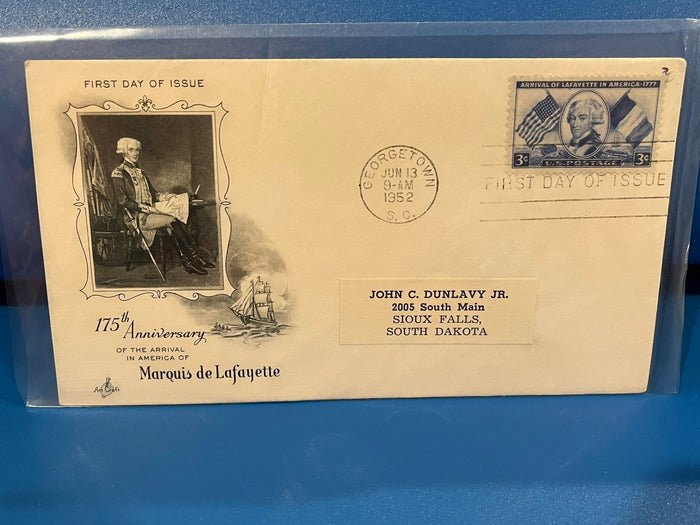 FIRST DAY OF ISSUE
ARRIVAL OF LAFAYETTE IN AMERICA-1777
3¢ U.S. POSTAGE 3¢
GEORGETOWN
JUN 13
9-AM
1952
S. C.
FIRST DAY OF ISSUE
JOHN C. DUNLAVY JR.
2005 South Main
SIOUX FALLS,
SOUTH DAKOTA
175th
Anniversary
OF THE ARRIVAL
IN AMERICA OF
Marquis de Lafayette
Art Craft